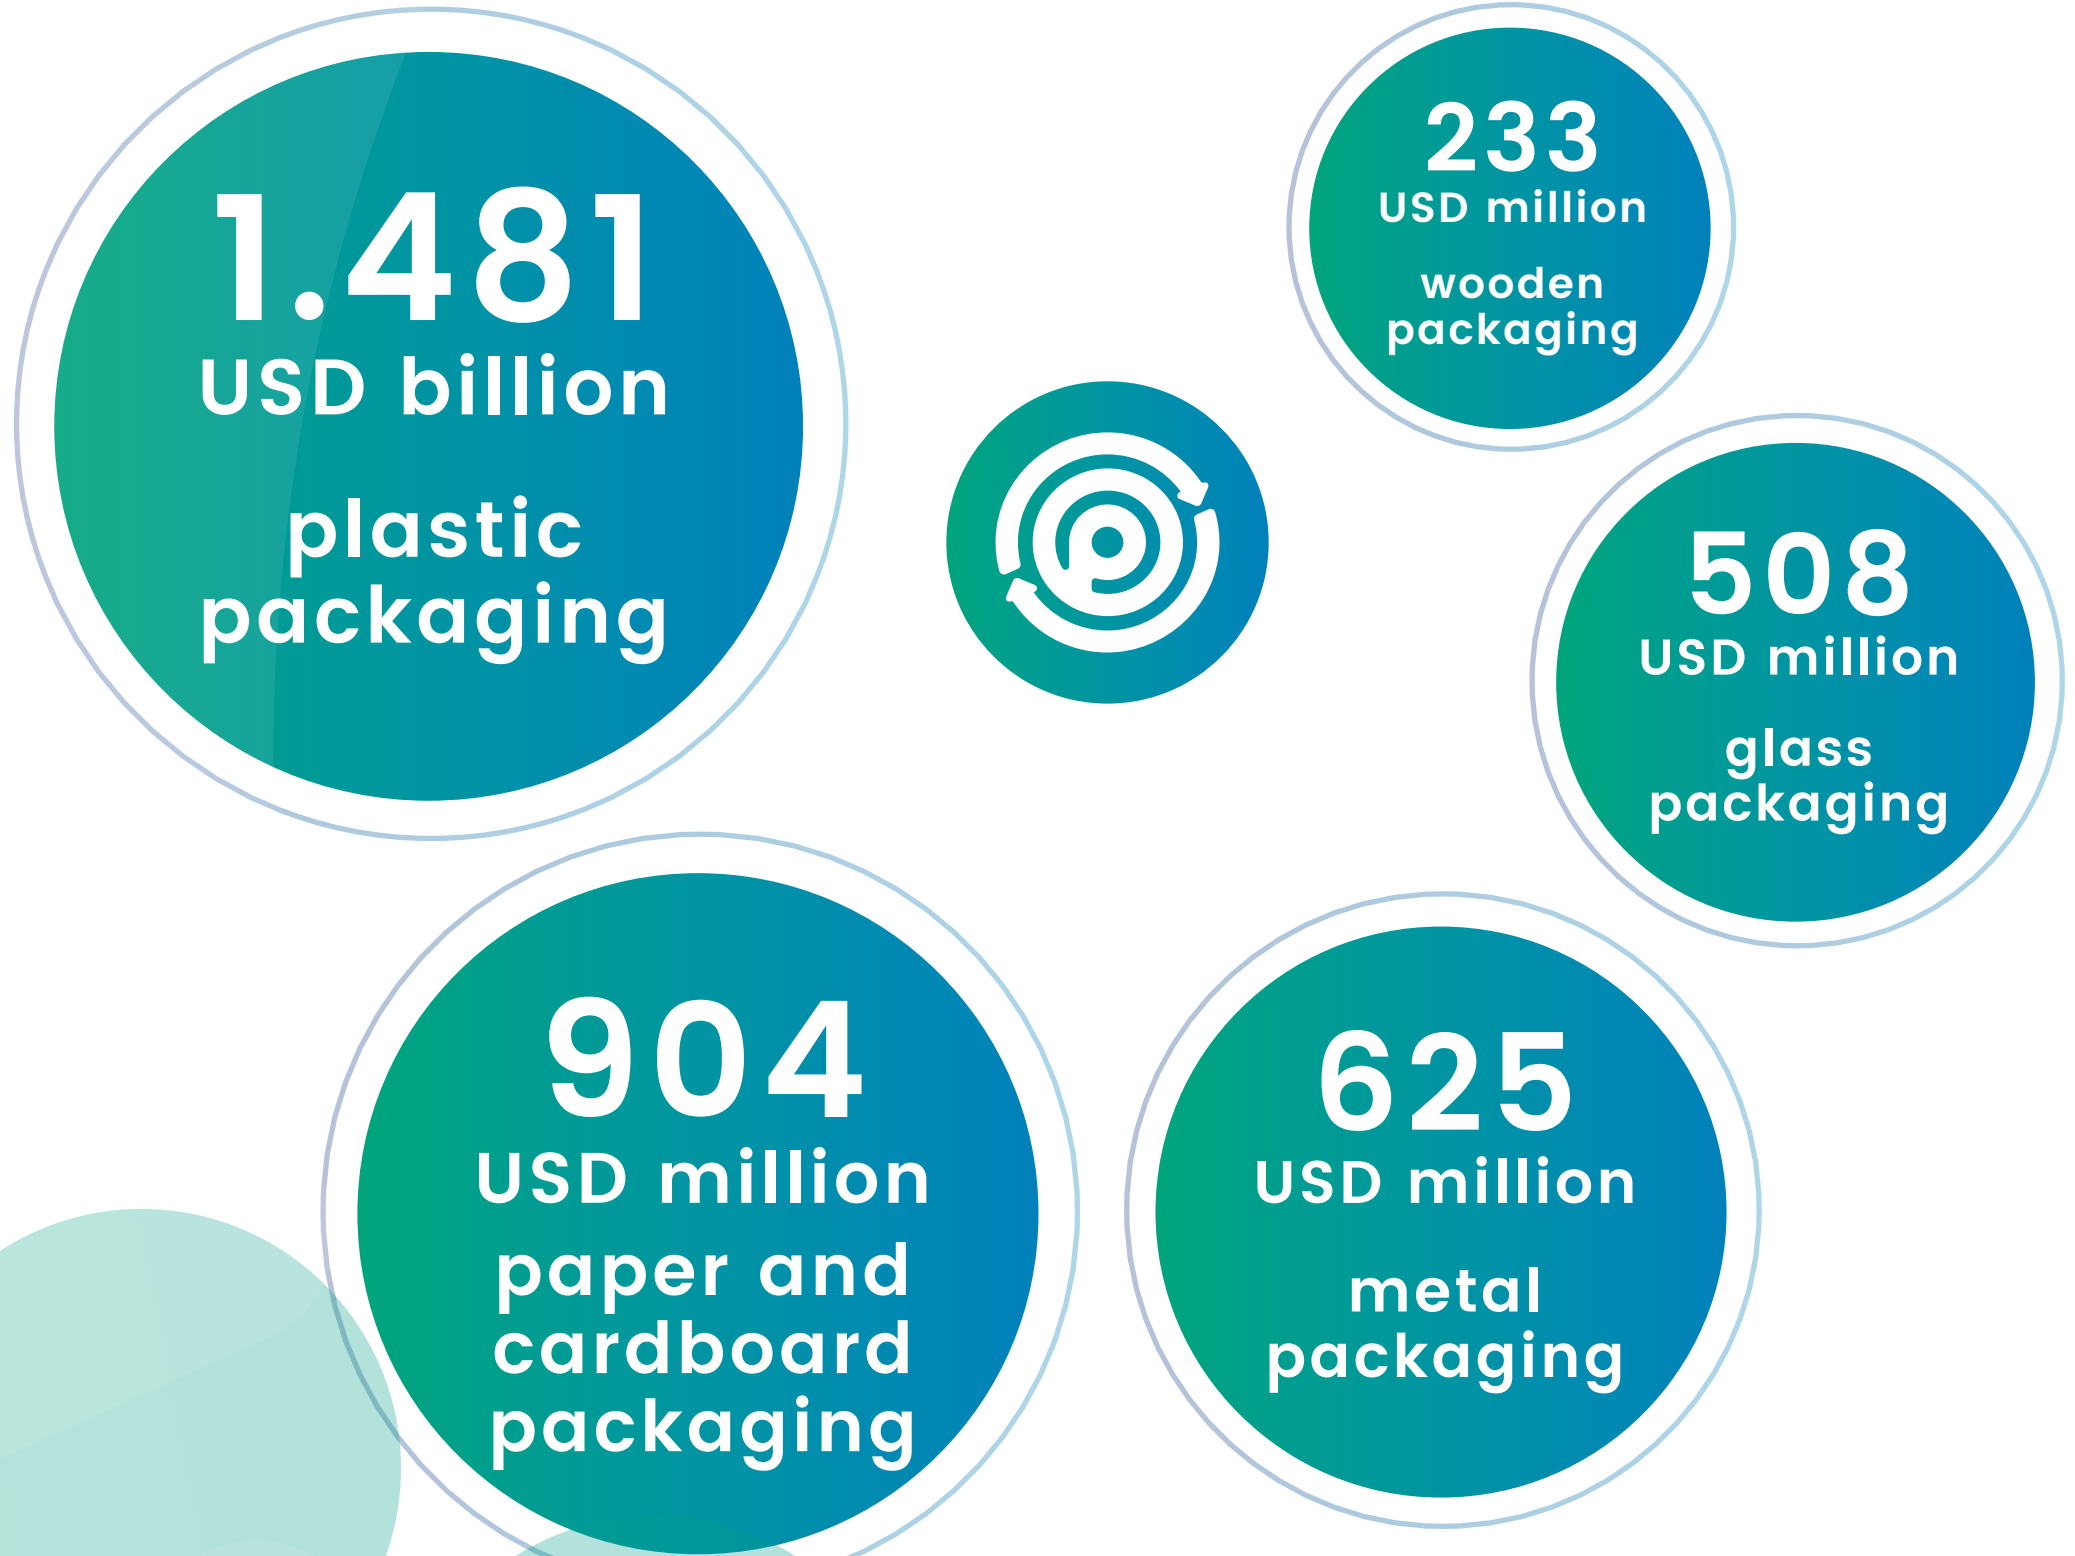 1.481
USD billion
plastic
packaging
233
USD million
wooden
packaging
508
USD million
glass
packaging
904
USD million
paper and
cardboard
packaging
625
USD million
metal
packaging